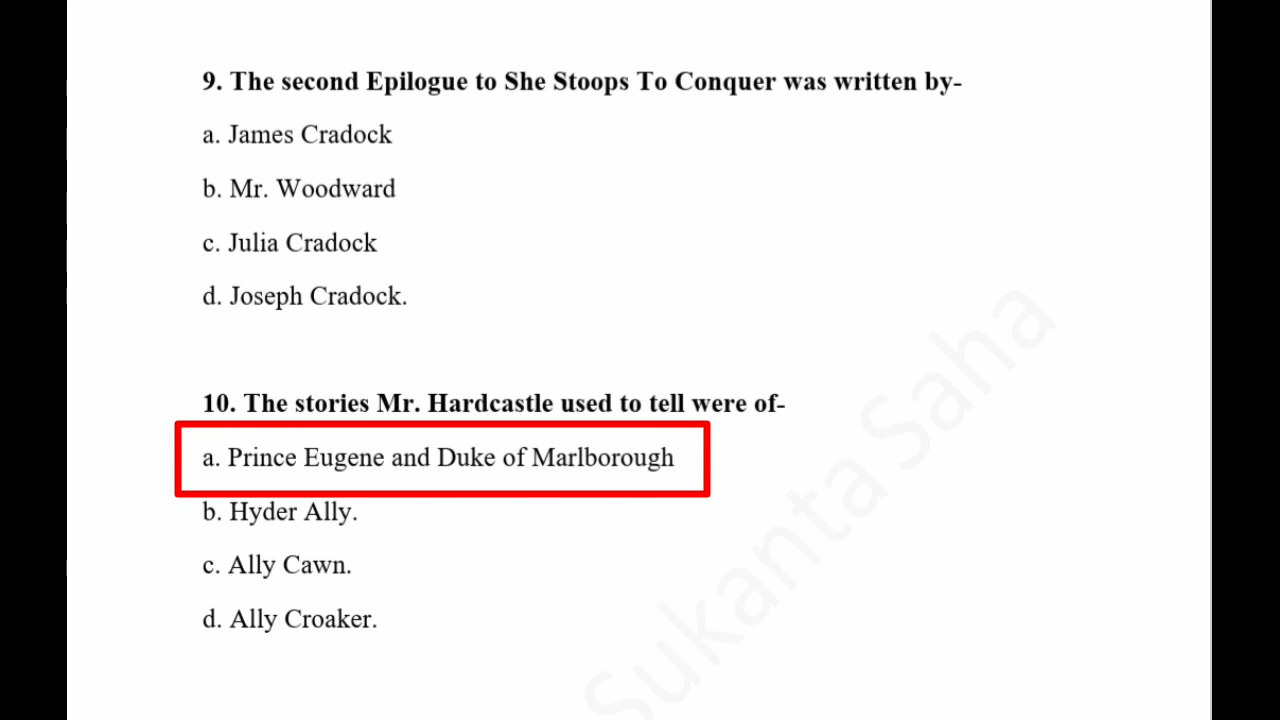 9. The second Epilogue to She Stoops To Conquer was written by-
a. James Cradock
b. Mr. Woodward
c. Julia Cradock
d. Joseph Cradock.
10. The stories Mr. Hardcastle used to tell were of-
a. Prince Eugene and Duke of Marlborough
b. Hyder Ally.
c. Ally Cawn.
d. Ally Croaker.
Sukanta Saha